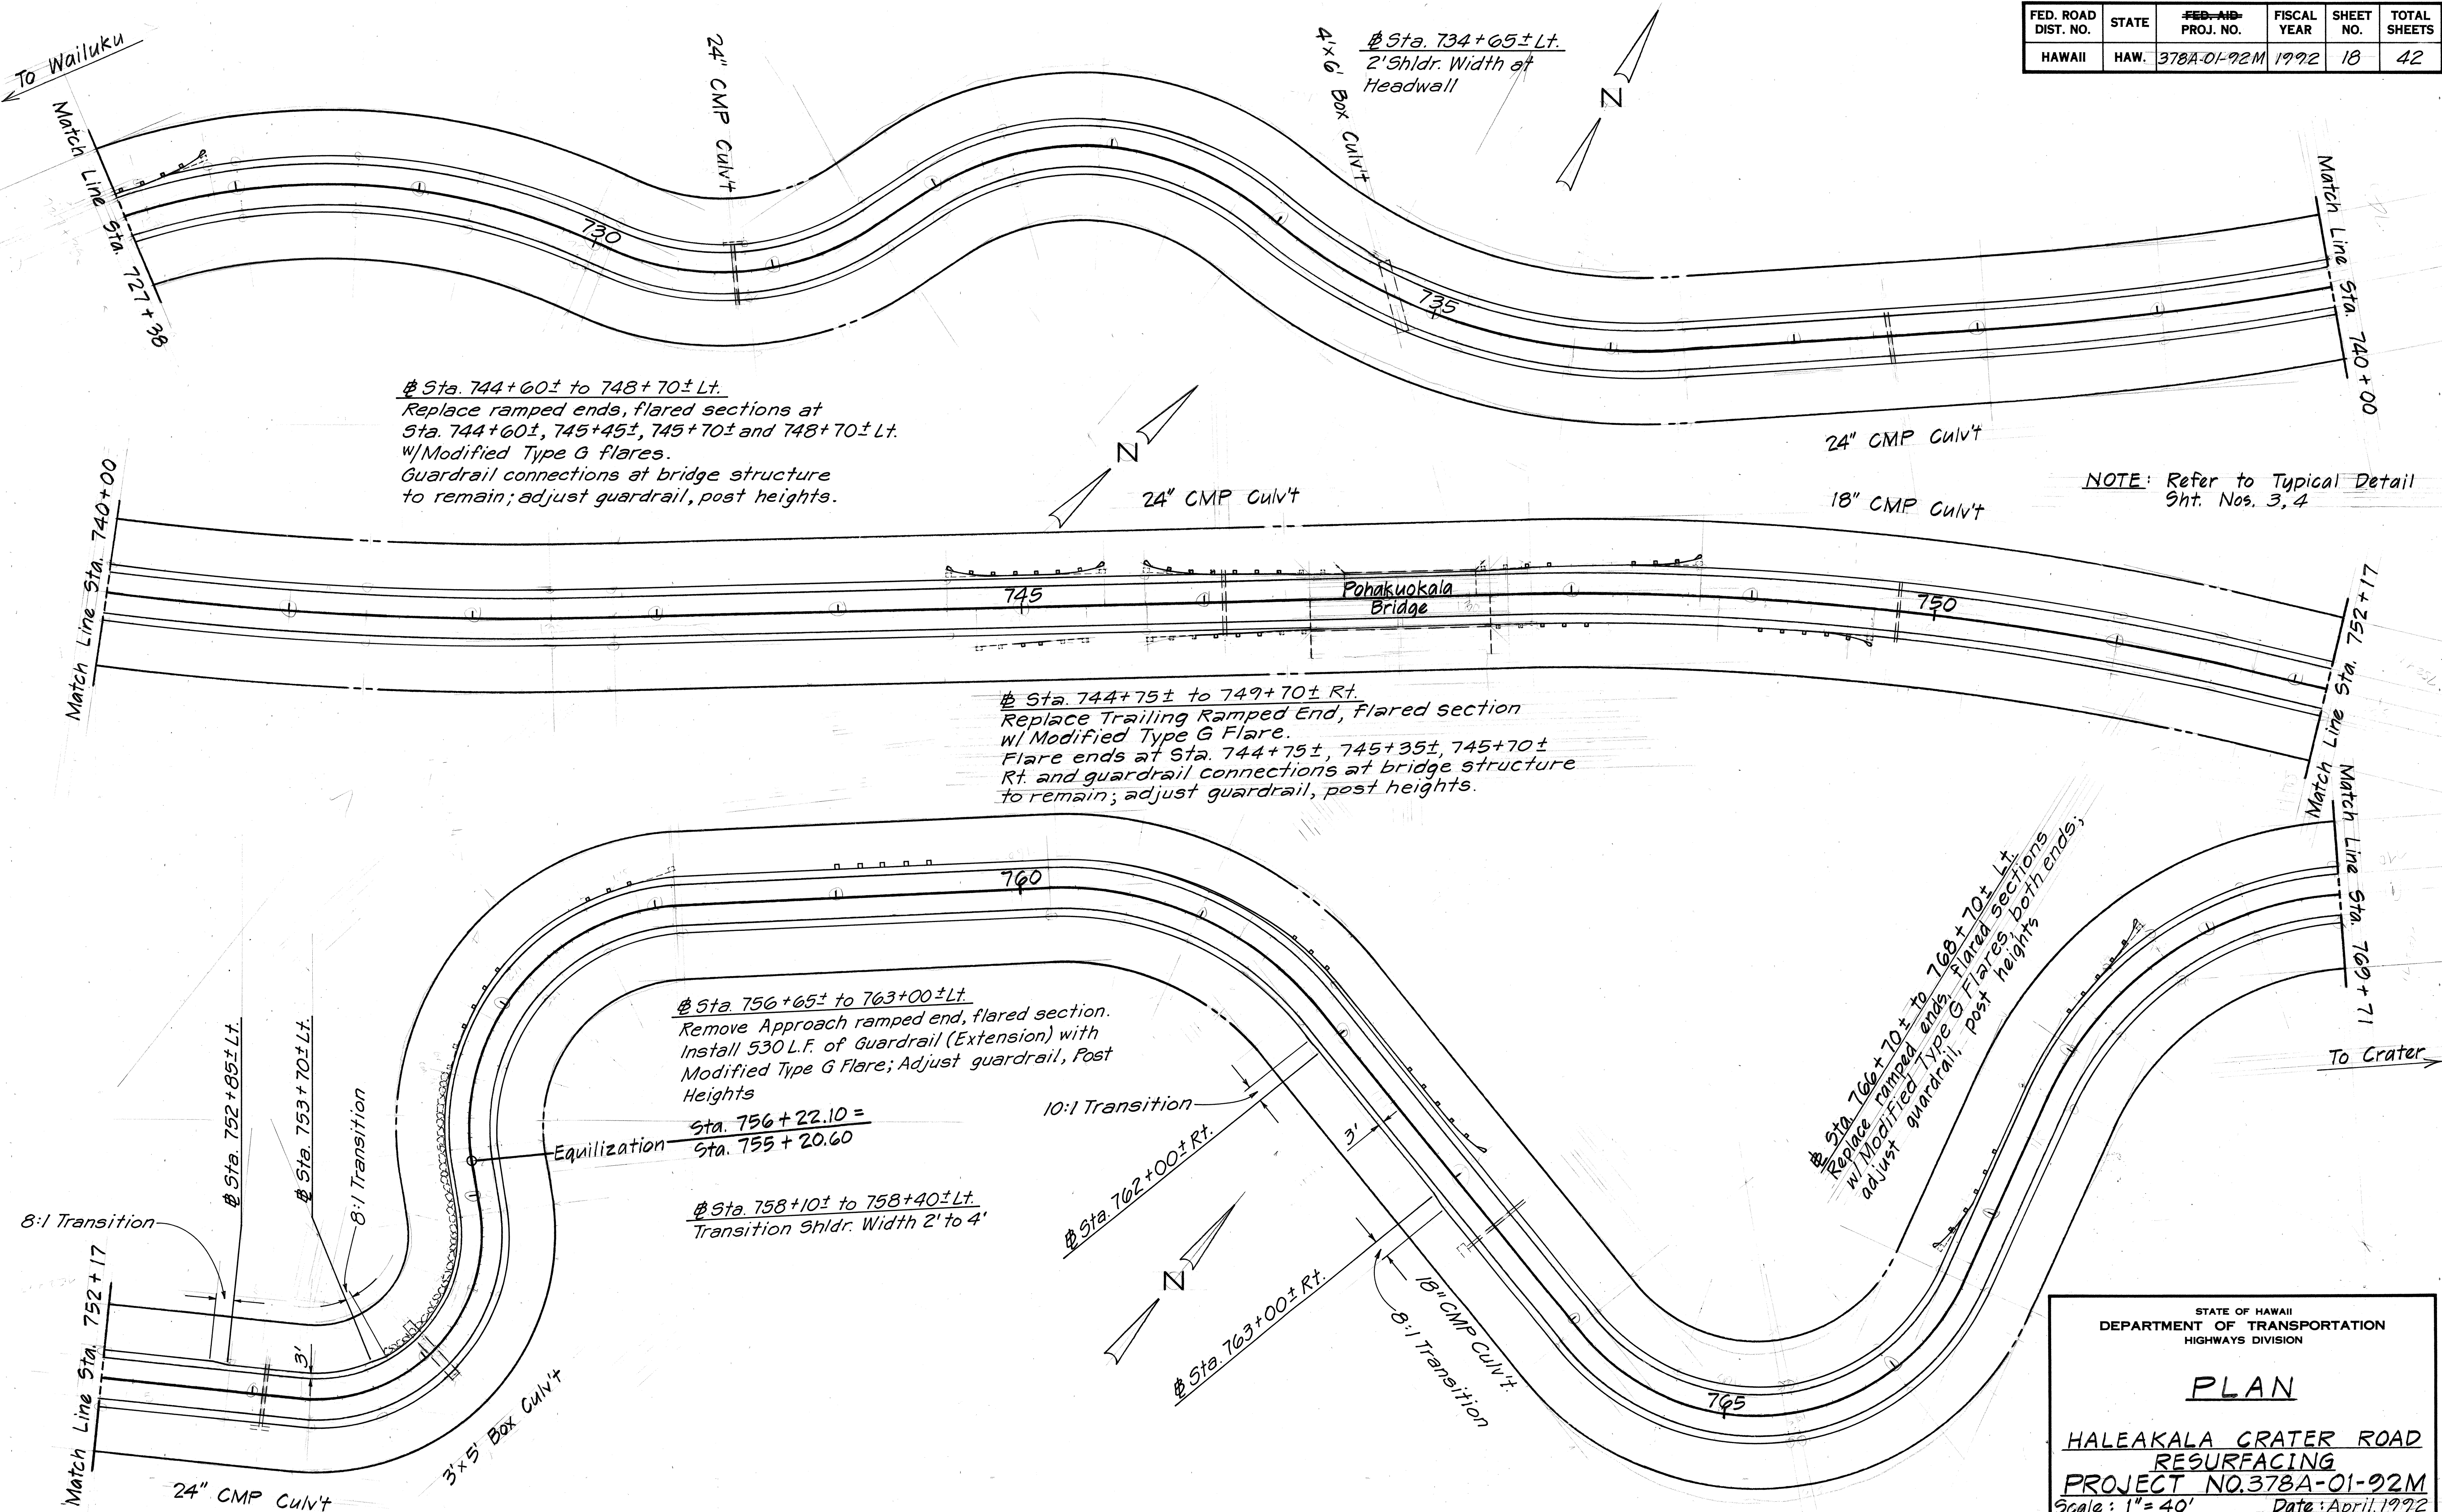 FED. ROAD DIST. NO. STATE FED. AID PROJ. NO. FISCAL YEAR SHEET NO. TOTAL SHEETS
HAWAII HAW. 378A-01-92M 1992 18 42
To Wailuku
Match Line Sta. 727+38
24" CMP Culv't
4'x6' Box Culv't
℄ Sta. 734+65± Lt.
2' Shldr. Width at
Headwall
N
730
735
Match Line Sta. 740+00
24" CMP Culv't
℄ Sta. 744+60± to 748+70± Lt.
Replace ramped ends, flared sections at
Sta. 744+60±, 745+45±, 745+70± and 748+70± Lt.
w/Modified Type G flares.
Guardrail connections at bridge structure
to remain; adjust guardrail, post heights.
N
24" CMP Culv't
18" CMP Culv't
NOTE: Refer to Typical Detail
Sht. Nos. 3, 4
Match Line Sta. 740+00
745
Pohakuokala
Bridge
750
Match Line Sta. 752+17
℄ Sta. 744+75± to 749+70± Rt.
Replace Trailing Ramped End, flared section
w/ Modified Type G Flare.
Flare ends at Sta. 744+75±, 745+35±, 745+70±
Rt. and guardrail connections at bridge structure
to remain; adjust guardrail, post heights.
Match Line Sta. 752+17
8:1 Transition
℄ Sta. 752+85± Lt.
℄ Sta. 753+70± Lt.
8:1 Transition
3'
24" CMP Culv't
3'x5' Box Culv't
760
℄ Sta. 756+65± to 763+00± Lt.
Remove Approach ramped end, flared section.
Install 530 L.F. of Guardrail (Extension) with
Modified Type G Flare; Adjust guardrail, Post
Heights
Equilization
Sta. 756+22.10 =
Sta. 755+20.60
℄ Sta. 758+10± to 758+40± Lt.
Transition Shldr. Width 2' to 4'
10:1 Transition
℄ Sta. 762+00± Rt.
3'
N
℄ Sta. 763+00± Rt.
8:1 Transition
18" CMP Culv't.
765
℄ Sta. 766+70± to 768+70± Lt.
Replace ramped ends, flared sections
w/ Modified Type G Flares, both ends;
adjust guardrail, post heights
Match Line Sta. 769+71
To Crater
STATE OF HAWAII
DEPARTMENT OF TRANSPORTATION
HIGHWAYS DIVISION
PLAN
HALEAKALA CRATER ROAD
RESURFACING
PROJECT NO. 378A-01-92M
Scale: 1" = 40' Date: April, 1992